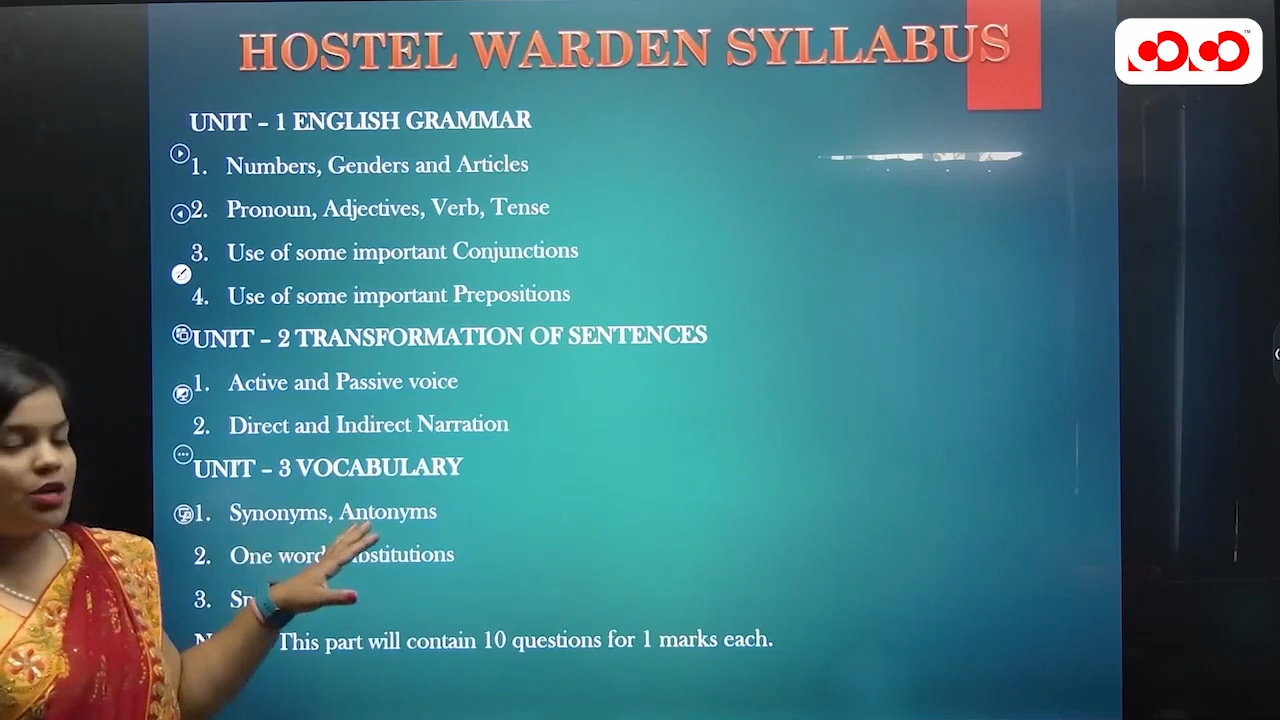 HOSTEL WARDEN SYLLABUS
UNIT – 1 ENGLISH GRAMMAR
1. Numbers, Genders and Articles
2. Pronoun, Adjectives, Verb, Tense
3. Use of some important Conjunctions
4. Use of some important Prepositions
UNIT – 2 TRANSFORMATION OF SENTENCES
1. Active and Passive voice
2. Direct and Indirect Narration
UNIT – 3 VOCABULARY
1. Synonyms, Antonyms
2. One word
3.
This part will contain 10 questions for 1 marks each.